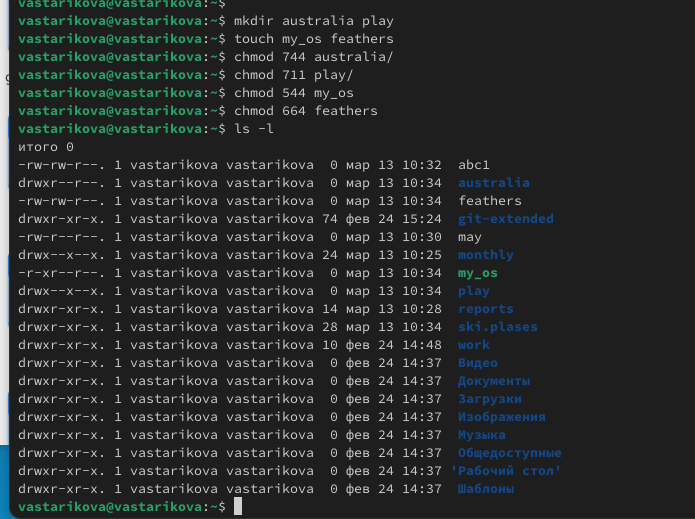 vastarikova@vastarikova:~$
vastarikova@vastarikova:~$ mkdir australia play
vastarikova@vastarikova:~$ touch my_os feathers
vastarikova@vastarikova:~$ chmod 744 australia/
vastarikova@vastarikova:~$ chmod 711 play/
vastarikova@vastarikova:~$ chmod 544 my_os
vastarikova@vastarikova:~$ chmod 664 feathers
vastarikova@vastarikova:~$ ls -l
итого 0
-rw-rw-r--. 1 vastarikova vastarikova  0 мар 13 10:32  abc1
drwxr--r--. 1 vastarikova vastarikova  0 мар 13 10:34  australia
-rw-rw-r--. 1 vastarikova vastarikova  0 мар 13 10:34  feathers
drwxr-xr-x. 1 vastarikova vastarikova 74 фев 24 15:24  git-extended
-rw-r--r--. 1 vastarikova vastarikova  0 мар 13 10:30  may
drwx--x--x. 1 vastarikova vastarikova 24 мар 13 10:25  monthly
-r-xr--r--. 1 vastarikova vastarikova  0 мар 13 10:34  my_os
drwx--x--x. 1 vastarikova vastarikova  0 мар 13 10:34  play
drwxr-xr-x. 1 vastarikova vastarikova 14 мар 13 10:28  reports
drwxr-xr-x. 1 vastarikova vastarikova 28 мар 13 10:34  ski.plases
drwxr-xr-x. 1 vastarikova vastarikova 10 фев 24 14:48  work
drwxr-xr-x. 1 vastarikova vastarikova  0 фев 24 14:37  Видео
drwxr-xr-x. 1 vastarikova vastarikova  0 фев 24 14:37  Документы
drwxr-xr-x. 1 vastarikova vastarikova  0 фев 24 14:37  Загрузки
drwxr-xr-x. 1 vastarikova vastarikova  0 фев 24 14:37  Изображения
drwxr-xr-x. 1 vastarikova vastarikova  0 фев 24 14:37  Музыка
drwxr-xr-x. 1 vastarikova vastarikova  0 фев 24 14:37  Общедоступные
drwxr-xr-x. 1 vastarikova vastarikova  0 фев 24 14:37 'Рабочий стол'
drwxr-xr-x. 1 vastarikova vastarikova  0 фев 24 14:37  Шаблоны
vastarikova@vastarikova:~$